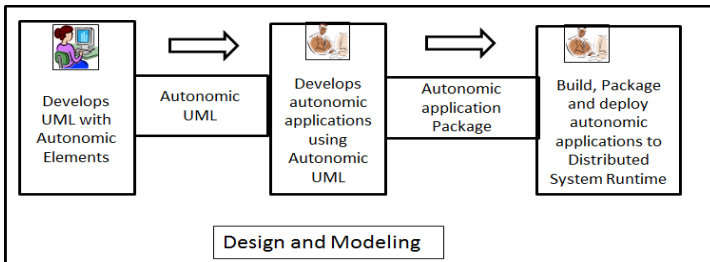 Develops
UML with
Autonomic
Elements
Autonomic
UML
Develops
autonomic
applications
using
Autonomic
UML
Autonomic
application
Package
Build, Package
and deploy
autonomic
applications to
Distributed
System Runtime
Design and Modeling